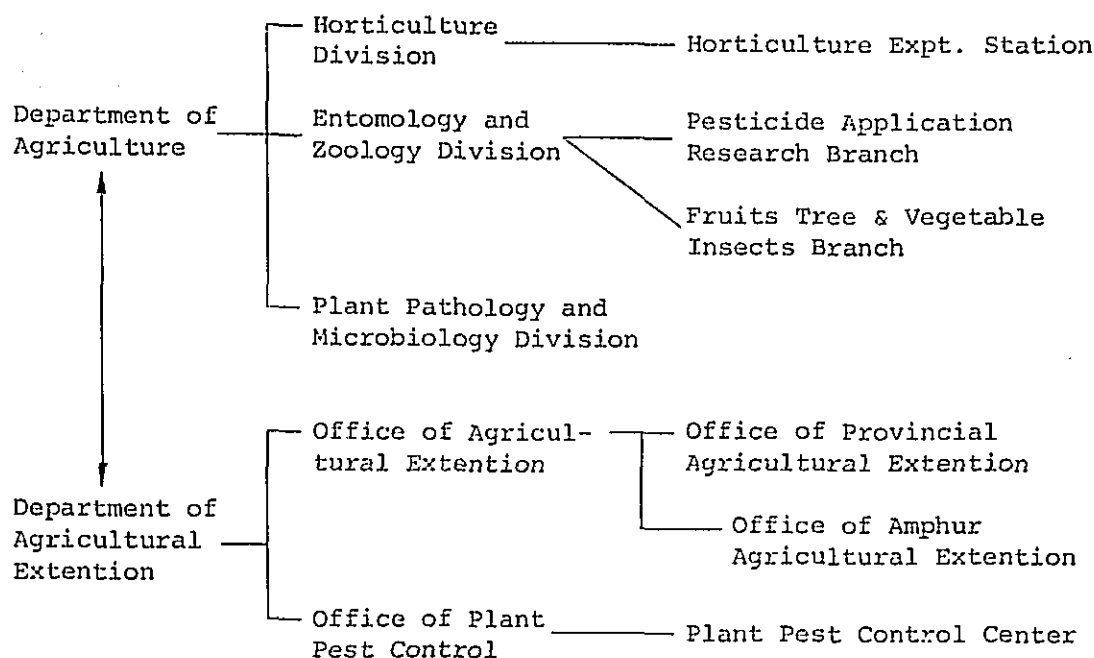 Horticulture
Division
Horticulture Expt. Station
Department of
Agriculture
Entomology and
Zoology Division
Pesticide Application
Research Branch
Fruits Tree & Vegetable
Insects Branch
Plant Pathology and
Microbiology Division
Office of Agricul-
tural Extention
Office of Provincial
Agricultural Extention
Department of
Agricultural
Extention
Office of Amphur
Agricultural Extention
Office of Plant
Pest Control
Plant Pest Control Center